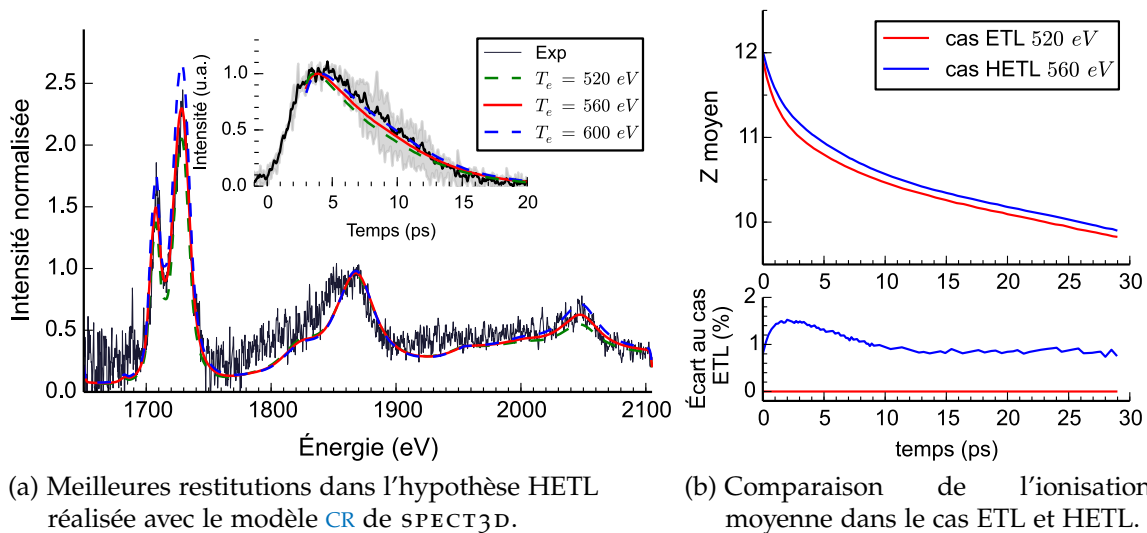 Intensité normalisée
2.5
2.0
1.5
1.0
0.5
0.0
1700
1800
1900
2000
2100
Énergie (eV)
Intensité (u.a.)
1.0
0.5
0.0
0
5
10
15
20
Temps (ps)
Exp
T_e = 520 eV
T_e = 560 eV
T_e = 600 eV
Z moyen
12
11
10
0
5
10
15
20
25
30
cas ETL 520 eV
cas HETL 560 eV
Écart au cas
ETL (%)
2
1
0
0
5
10
15
20
25
30
temps (ps)
(a) Meilleures restitutions dans l'hypothèse HETL
réalisée avec le modèle CR de SPECT3D.
(b) Comparaison de l'ionisation
moyenne dans le cas ETL et HETL.